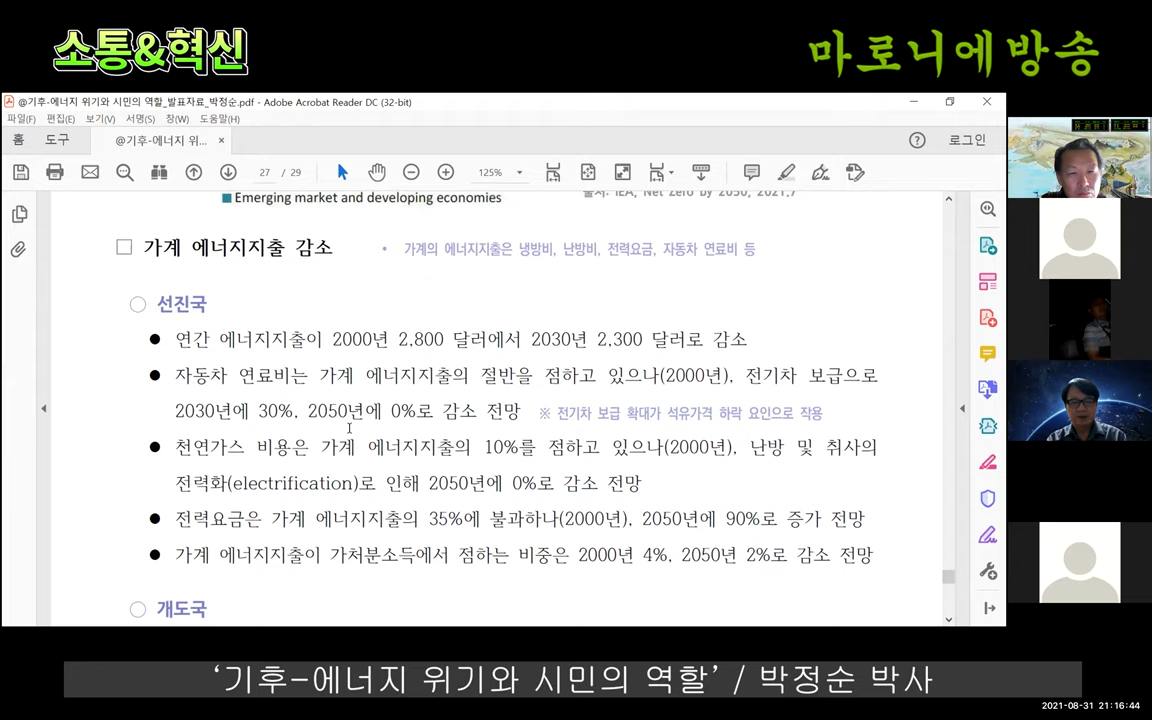 소통&혁신
마로니에방송
@기후-에너지 위기와 시민의 역할_발표자료_박정순.pdf - Adobe Acrobat Reader DC (32-bit)
파일(F) 편집(E) 보기(V) 서명(S) 창(W) 도움말(H)
홈 도구 @기후-에너지 위... × 로그인
27 / 29 125%
Emerging market and developing economies
출처: IEA, Net Zero by 2050, 2021.7
□ 가계 에너지지출 감소 • 가계의 에너지지출은 냉방비, 난방비, 전력요금, 자동차 연료비 등
○ 선진국
● 연간 에너지지출이 2000년 2,800 달러에서 2030년 2,300 달러로 감소
● 자동차 연료비는 가계 에너지지출의 절반을 점하고 있으나(2000년), 전기차 보급으로
2030년에 30%, 2050년에 0%로 감소 전망 ※ 전기차 보급 확대가 석유가격 하락 요인으로 작용
● 천연가스 비용은 가계 에너지지출의 10%를 점하고 있으나(2000년), 난방 및 취사의
전력화(electrification)로 인해 2050년에 0%로 감소 전망
● 전력요금은 가계 에너지지출의 35%에 불과하나(2000년), 2050년에 90%로 증가 전망
● 가계 에너지지출이 가처분소득에서 점하는 비중은 2000년 4%, 2050년 2%로 감소 전망
○ 개도국
‘기후-에너지 위기와 시민의 역할’ / 박정순 박사
2021-08-31 21:16:44